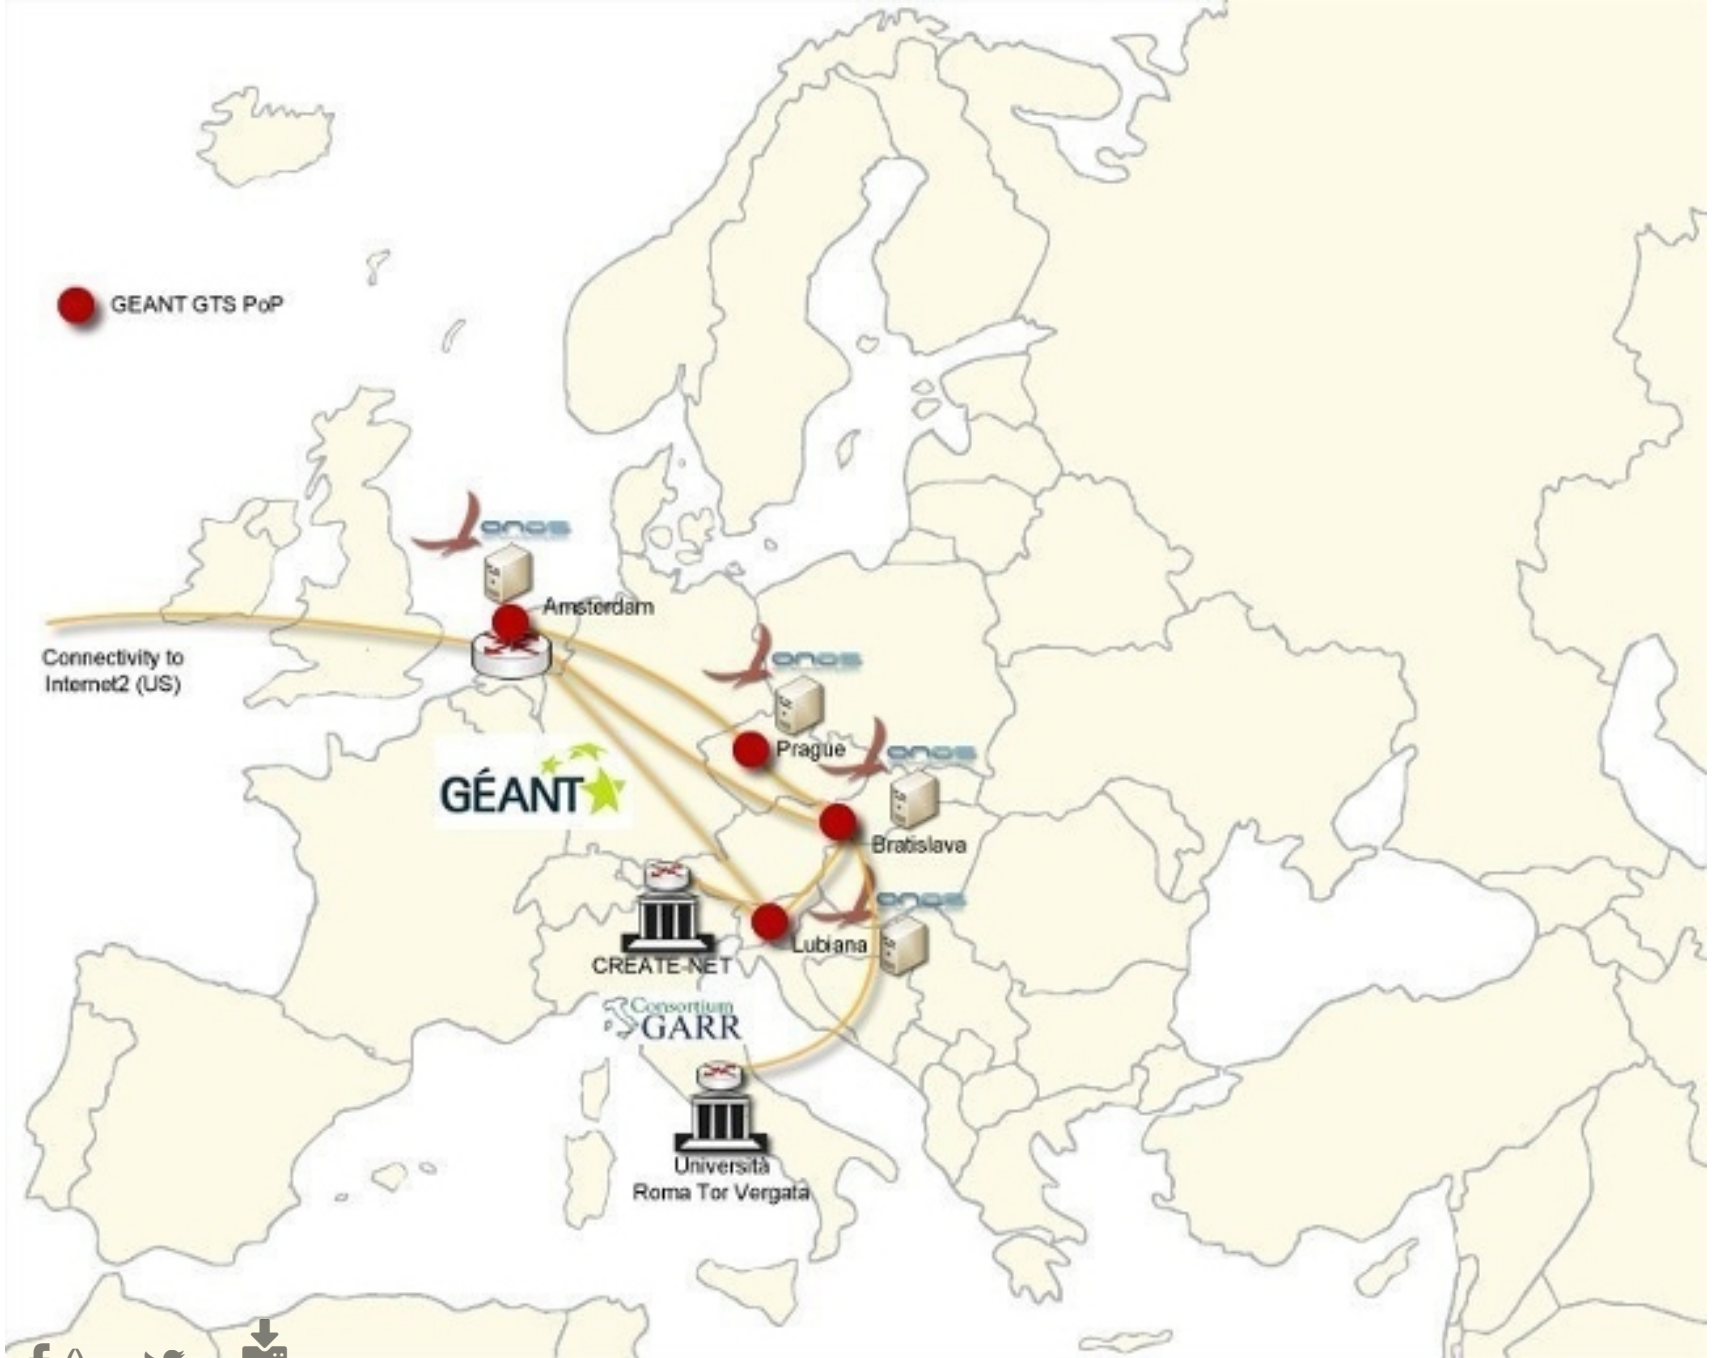 GEANT GTS PoP
onos
Amsterdam
Connectivity to
Internet2 (US)
onos
Prague
onos
GÉANT
Bratislava
onos
Lubiana
CREATE-NET
Consortium
GARR
Università
Roma Tor Vergata